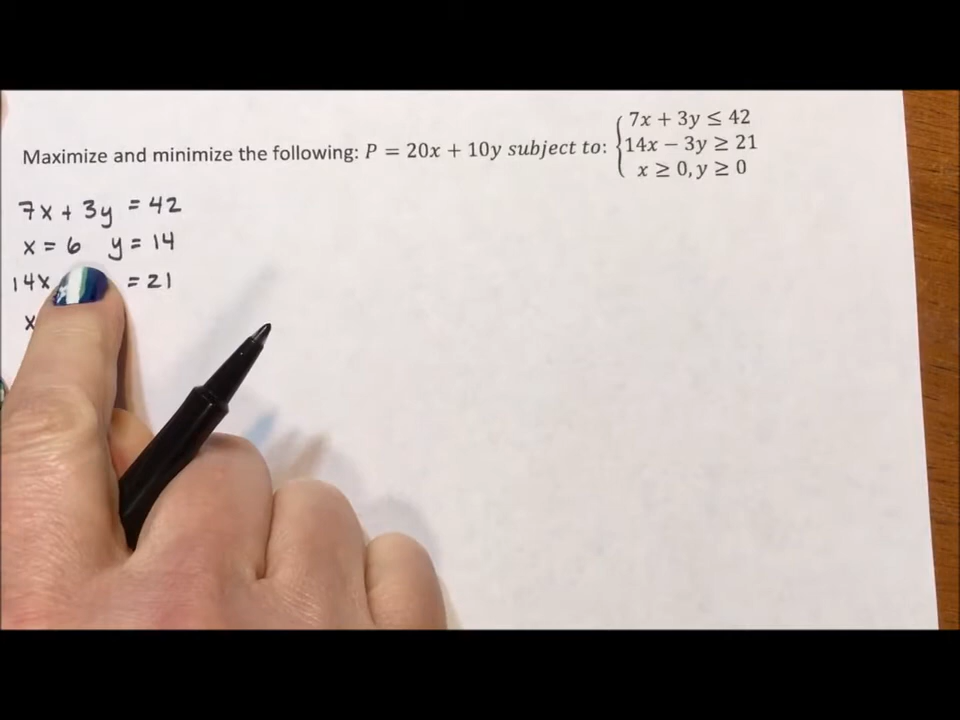 Maximize and minimize the following: P = 20x + 10y subject to: { 7x + 3y ≤ 42
14x − 3y ≥ 21
x ≥ 0, y ≥ 0
7x + 3y = 42
x = 6 y = 14
14x = 21
x